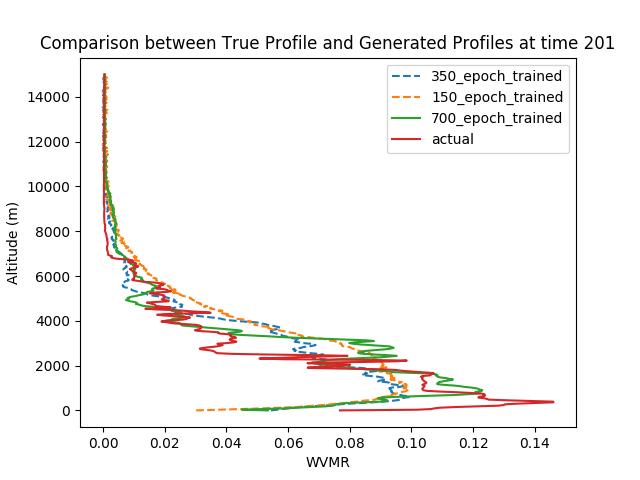 Comparison between True Profile and Generated Profiles at time 201
350_epoch_trained
150_epoch_trained
700_epoch_trained
actual
Altitude (m)
14000
12000
10000
8000
6000
4000
2000
0
0.00 0.02 0.04 0.06 0.08 0.10 0.12 0.14
WVMR